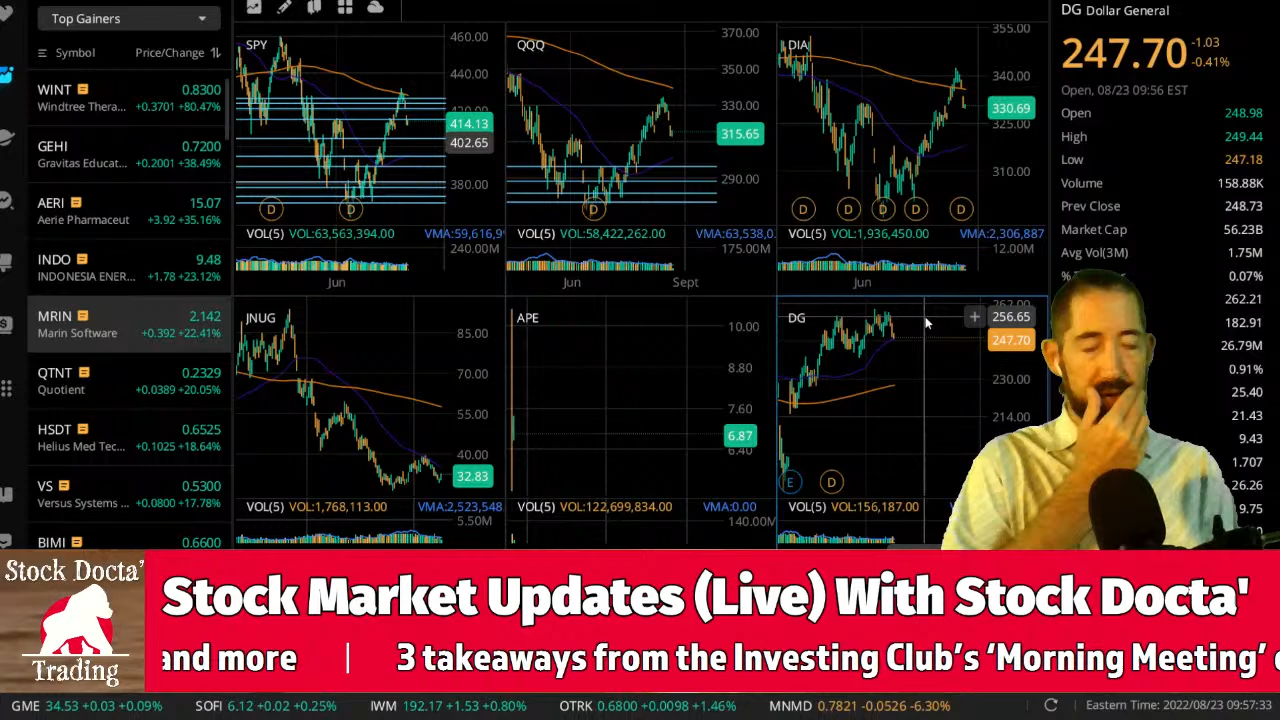 Top Gainers
Symbol Price/Change
WINT 0.8300
Windtree Thera... +0.3701 +80.47%
GEHI 0.7200
Gravitas Educat... +0.2001 +38.49%
AERI 15.07
Aerie Pharmaceut +3.92 +35.16%
INDO 9.48
INDONESIA ENER... +1.78 +23.12%
MRIN 2.142
Marin Software +0.392 +22.41%
QTNT 0.2329
Quotient +0.0389 +20.05%
HSDT 0.6525
Helius Med Tec... +0.1025 +18.64%
VS 0.5300
Versus Systems ... +0.0800 +17.78%
BIMI 0.6600
SPY
460.00
440.00
414.13
402.65
380.00
D D
VOL(5) VOL:63,563,394.00 VMA:59,616,9
240.00M
Jun
QQQ
370.00
350.00
330.00
315.65
290.00
D
VOL(5) VOL:58,422,262.00 VMA:63,538,0
175.00M
Jun Sept
DIA
355.00
340.00
330.69
325.00
310.00
D D D D D
VOL(5) VOL:1,936,450.00 VMA:2,306,887
12.00M
Jun
JNUG
85.00
70.00
55.00
40.00
32.83
VOL(5) VOL:1,768,113.00 VMA:2,523,548
5.50M
APE
10.00
8.80
7.60
6.87
6.40
VOL(5) VOL:122,699,834.00 VMA:0.00
140.00M
DG
256.65
247.70
230.00
214.00
E D
VOL(5) VOL:156,187.00
DG Dollar General
247.70 -1.03
-0.41%
Open, 08/23 09:56 EST
Open 248.98
High 249.44
Low 247.18
Volume 158.88K
Prev Close 248.73
Market Cap 56.23B
Avg Vol(3M) 1.75M
0.07%
262.21
182.91
26.79M
0.91%
25.40
21.43
9.43
1.707
26.26
9.75
Stock Docta'
Trading
Stock Market Updates (Live) With Stock Docta'
and more | 3 takeaways from the Investing Club's 'Morning Meeting'
GME 34.53 +0.03 +0.09% SOFI 6.12 +0.02 +0.25% IWM 192.17 +1.53 +0.80% OTRK 0.6800 +0.0098 +1.46% MNMD 0.7821 -0.0526 -6.30% Eastern Time: 2022/08/23 09:57:33